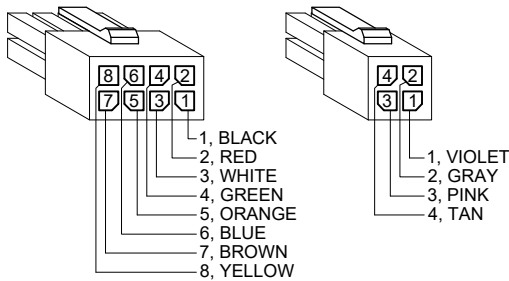 8 6 4 2
7 5 3 1
1, BLACK
2, RED
3, WHITE
4, GREEN
5, ORANGE
6, BLUE
7, BROWN
8, YELLOW
4 2
3 1
1, VIOLET
2, GRAY
3, PINK
4, TAN